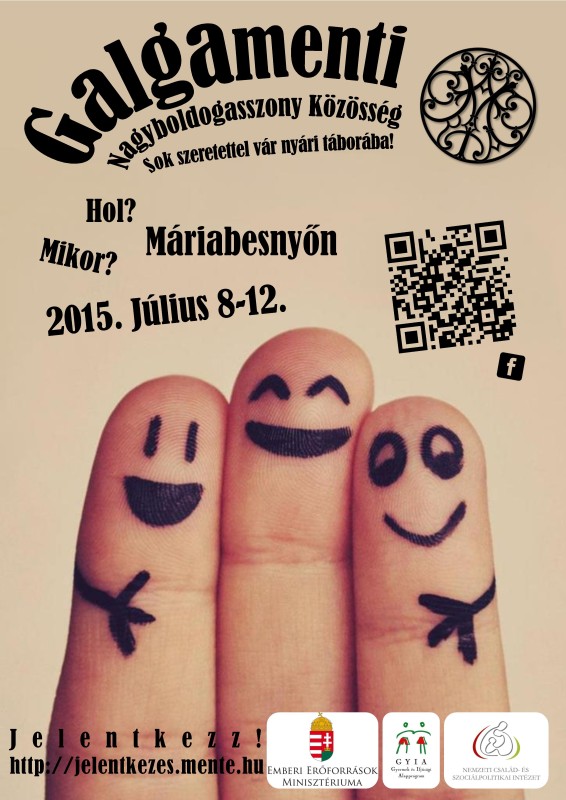 Galgamenti
Nagyboldogasszony Közösség
Sok szeretettel vár nyári táborába!
Hol?
Máriabesnyőn
Mikor?
2015. Július 8-12.
f
Jelentkezz!
http://jelentkezes.mente.hu
EMBERI ERŐFORRÁSOK
MINISZTÉRIUMA
GYIA
Gyermek és Ifjúsági
Alapprogram
NEMZETI CSALÁD- ÉS
SZOCIÁLPOLITIKAI INTÉZET